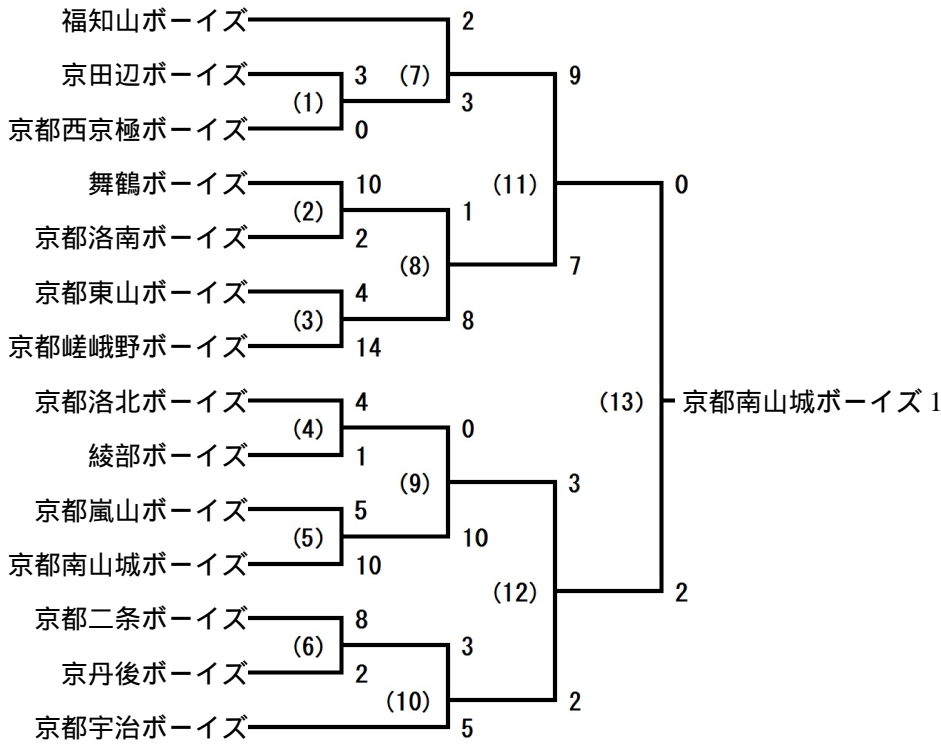 福知山ボーイズ 2
京田辺ボーイズ 3 (7) 9
(1) 3
京都西京極ボーイズ 0
舞鶴ボーイズ 10 (11) 0
(2) 1
京都洛南ボーイズ 2
(8) 7
京都東山ボーイズ 4
(3) 8
京都嵯峨野ボーイズ 14
京都洛北ボーイズ 4 (13) 京都南山城ボーイズ 1
(4) 0
綾部ボーイズ 1
(9) 3
京都嵐山ボーイズ 5
(5) 10
京都南山城ボーイズ 10
(12) 2
京都二条ボーイズ 8
(6) 3
京丹後ボーイズ 2
(10) 2
京都宇治ボーイズ 5